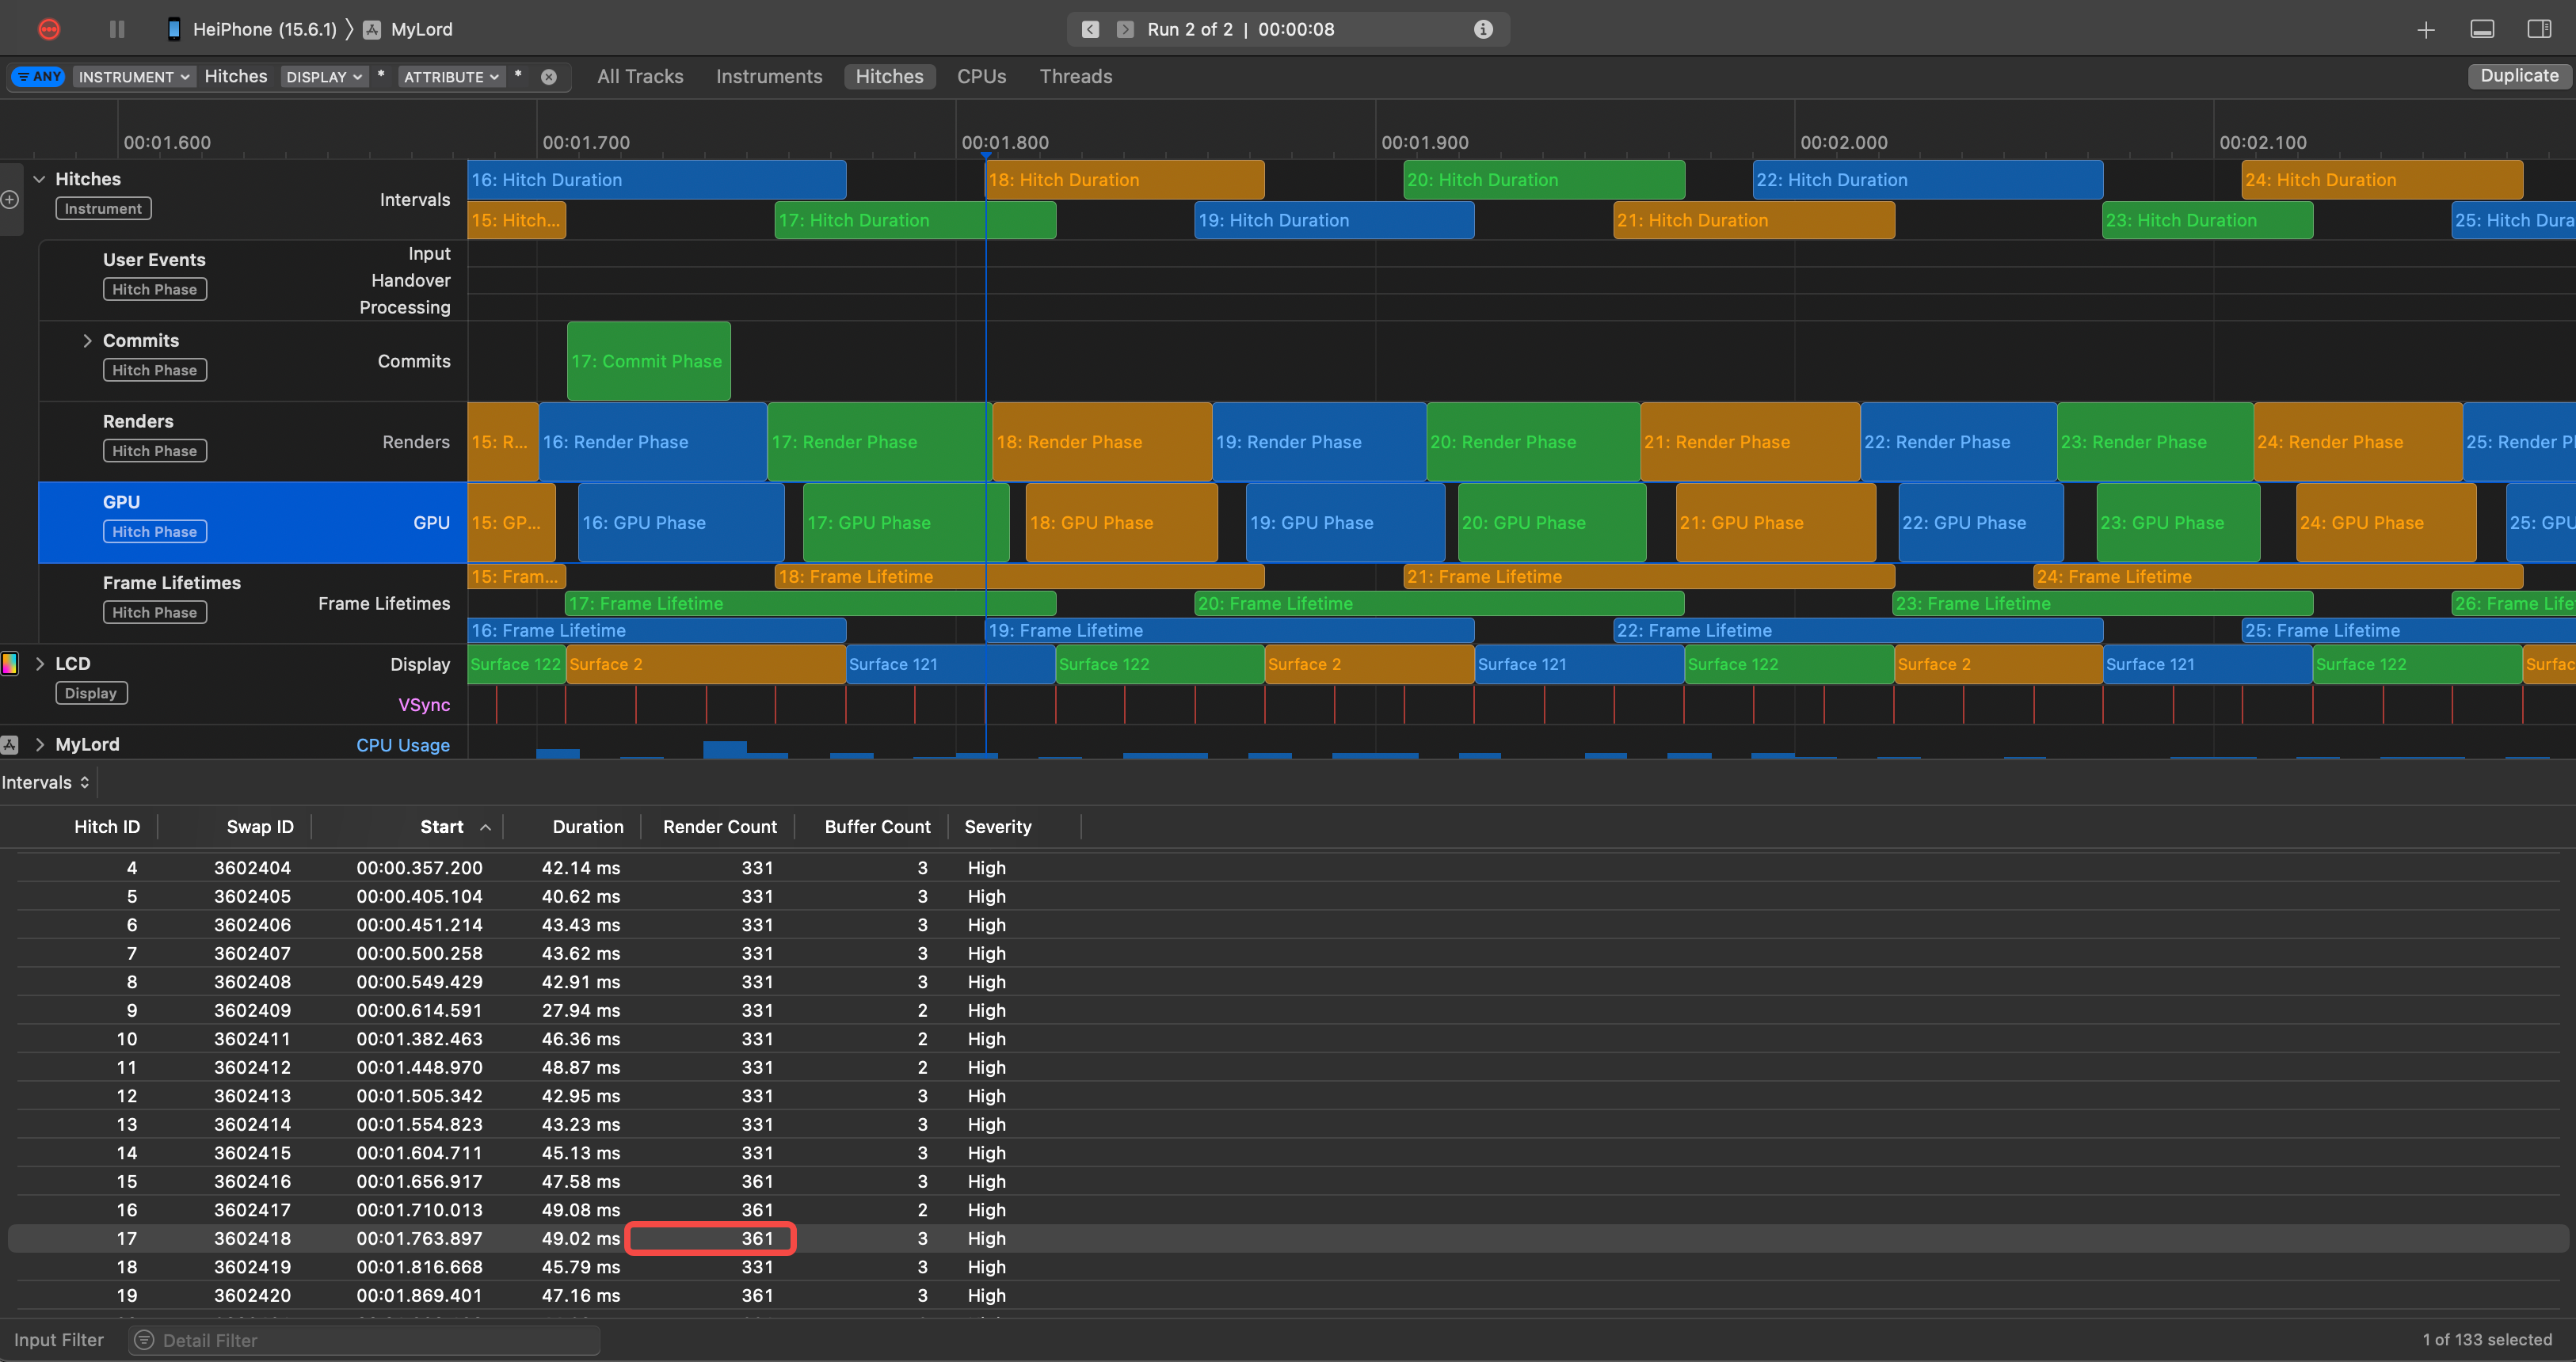 HeiPhone (15.6.1) 〉 MyLord
Run 2 of 2 | 00:00:08
ANY INSTRUMENT Hitches DISPLAY * ATTRIBUTE * All Tracks Instruments Hitches CPUs Threads Duplicate
00:01.600 00:01.700 00:01.800 00:01.900 00:02.000 00:02.100
Hitches
Instrument
Intervals
16: Hitch Duration 18: Hitch Duration 20: Hitch Duration 22: Hitch Duration 24: Hitch Duration
15: Hitch... 17: Hitch Duration 19: Hitch Duration 21: Hitch Duration 23: Hitch Duration 25: Hitch Dura
User Events
Hitch Phase
Input
Handover
Processing
Commits
Hitch Phase
Commits
17: Commit Phase
Renders
Hitch Phase
Renders
15: R... 16: Render Phase 17: Render Phase 18: Render Phase 19: Render Phase 20: Render Phase 21: Render Phase 22: Render Phase 23: Render Phase 24: Render Phase 25: Render P
GPU
Hitch Phase
GPU
15: GP... 16: GPU Phase 17: GPU Phase 18: GPU Phase 19: GPU Phase 20: GPU Phase 21: GPU Phase 22: GPU Phase 23: GPU Phase 24: GPU Phase 25: GPU
Frame Lifetimes
Hitch Phase
Frame Lifetimes
15: Fram... 18: Frame Lifetime 21: Frame Lifetime 24: Frame Lifetime
17: Frame Lifetime 20: Frame Lifetime 23: Frame Lifetime 26: Frame Life
16: Frame Lifetime 19: Frame Lifetime 22: Frame Lifetime 25: Frame Lifetime
LCD
Display
Display
Surface 122 Surface 2 Surface 121 Surface 122 Surface 2 Surface 121 Surface 122 Surface 2 Surface 121 Surface 122 Surfac
VSync
MyLord CPU Usage
Intervals
Hitch ID Swap ID Start Duration Render Count Buffer Count Severity
4 3602404 00:00.357.200 42.14 ms 331 3 High
5 3602405 00:00.405.104 40.62 ms 331 3 High
6 3602406 00:00.451.214 43.43 ms 331 3 High
7 3602407 00:00.500.258 43.62 ms 331 3 High
8 3602408 00:00.549.429 42.91 ms 331 3 High
9 3602409 00:00.614.591 27.94 ms 331 2 High
10 3602411 00:01.382.463 46.36 ms 331 2 High
11 3602412 00:01.448.970 48.87 ms 331 2 High
12 3602413 00:01.505.342 42.95 ms 331 3 High
13 3602414 00:01.554.823 43.23 ms 331 3 High
14 3602415 00:01.604.711 45.13 ms 331 3 High
15 3602416 00:01.656.917 47.58 ms 361 3 High
16 3602417 00:01.710.013 49.08 ms 361 2 High
17 3602418 00:01.763.897 49.02 ms 361 3 High
18 3602419 00:01.816.668 45.79 ms 331 3 High
19 3602420 00:01.869.401 47.16 ms 361 3 High
Input Filter Detail Filter 1 of 133 selected